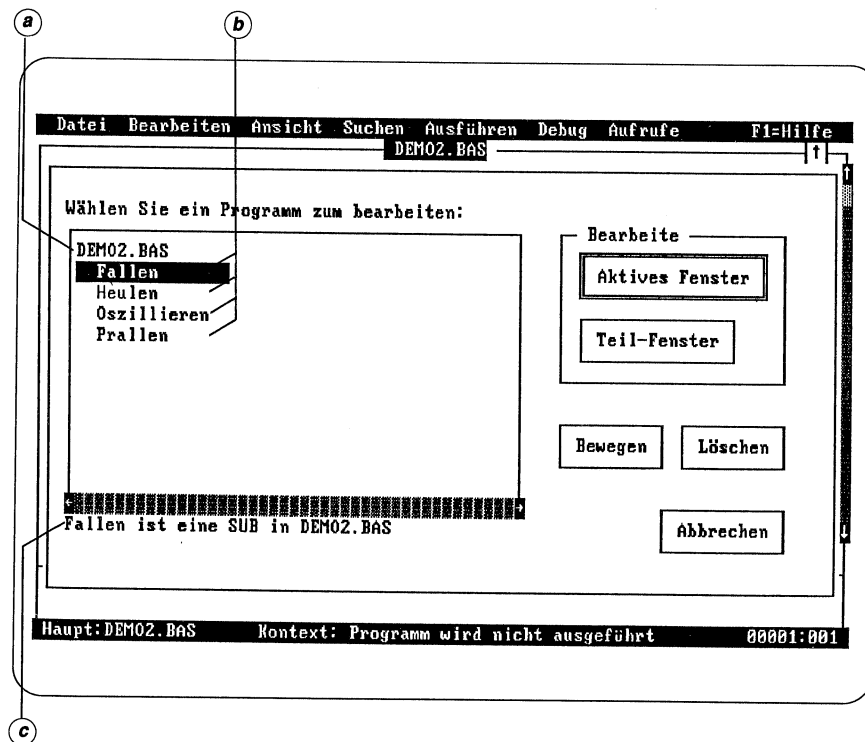 a b
Datei Bearbeiten Ansicht Suchen Ausführen Debug Aufrufe F1=Hilfe
DEMO2.BAS
Wählen Sie ein Programm zum bearbeiten:
DEMO2.BAS
Fallen
Heulen
Oszillieren
Prallen
Bearbeite
Aktives Fenster
Teil-Fenster
Bewegen Löschen
Fallen ist eine SUB in DEMO2.BAS
Abbrechen
Haupt:DEMO2.BAS Kontext: Programm wird nicht ausgeführt 00001:001
c